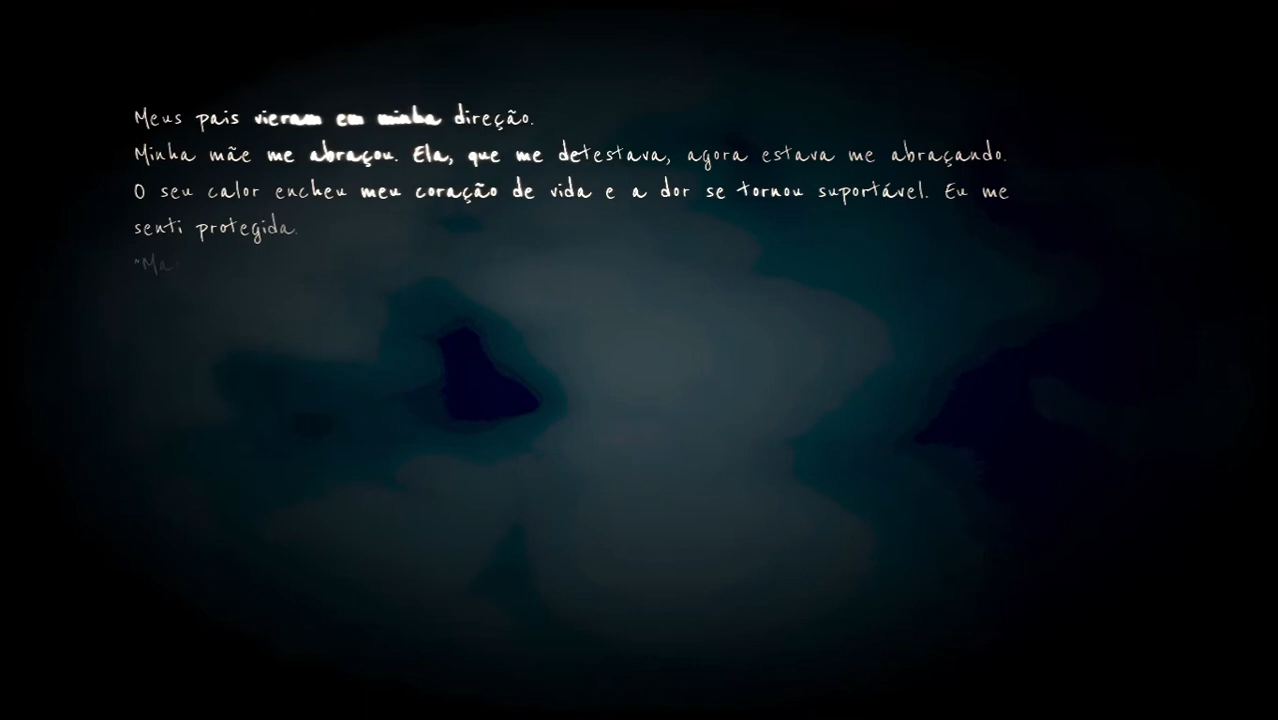 Meus pais vieram em minha direção.
Minha mãe me abraçou. Ela, que me detestava, agora estava me abraçando.
O seu calor encheu meu coração de vida e a dor se tornou suportável. Eu me
senti protegida.
"Ma